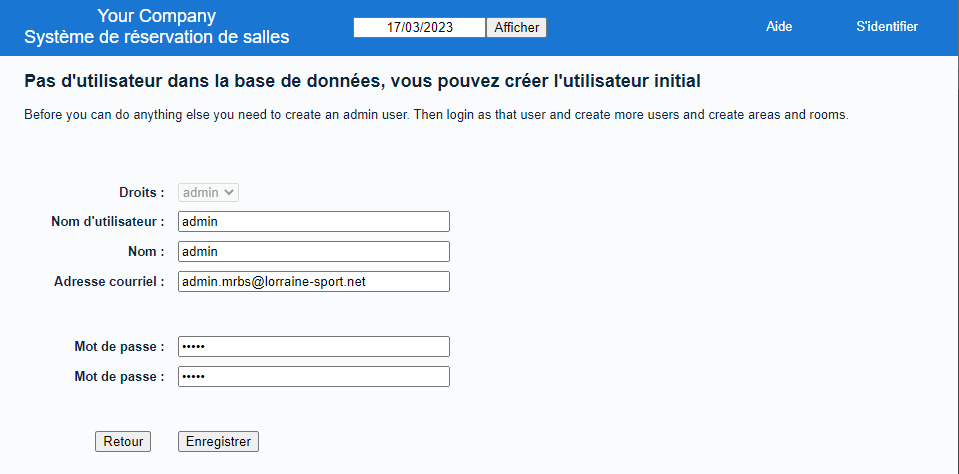 Your Company
Système de réservation de salles
17/03/2023 Afficher
Aide S'identifier
Pas d'utilisateur dans la base de données, vous pouvez créer l'utilisateur initial
Before you can do anything else you need to create an admin user. Then login as that user and create more users and create areas and rooms.
Droits : admin
Nom d'utilisateur : admin
Nom : admin
Adresse courriel : admin.mrbs@lorraine-sport.net
Mot de passe : •••••
Mot de passe : •••••
Retour Enregistrer